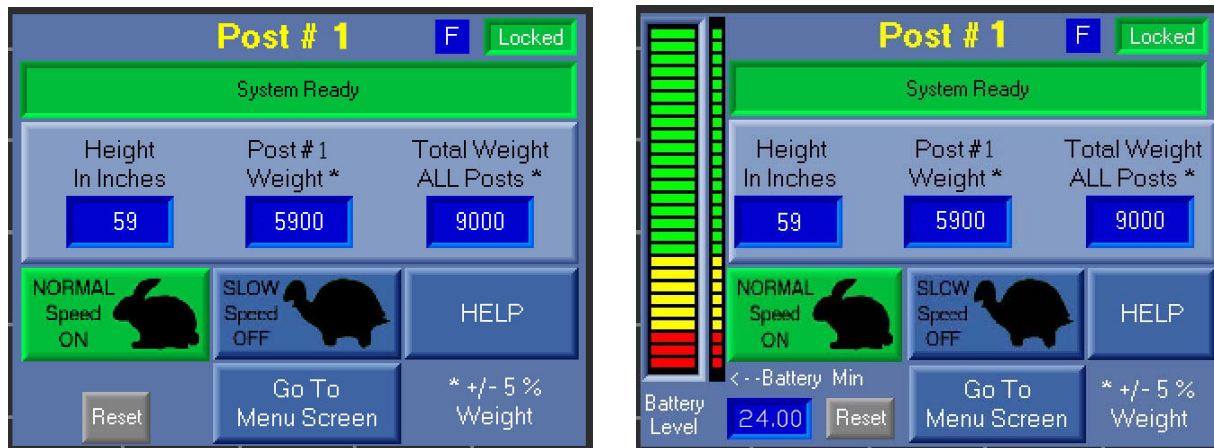 Post # 1 F Locked
System Ready
Height In Inches
Post # 1 Weight *
Total Weight ALL Posts *
59 5900 9000
NORMAL Speed ON
SLOW Speed OFF
HELP
Reset
Go To Menu Screen
* +/- 5 % Weight
Post # 1 F Locked
System Ready
Height In Inches
Post # 1 Weight *
Total Weight ALL Posts *
59 5900 9000
NORMAL Speed ON
SLOW Speed OFF
HELP
<--Battery Min
Battery Level
24.00
Reset
Go To Menu Screen
* +/- 5 % Weight